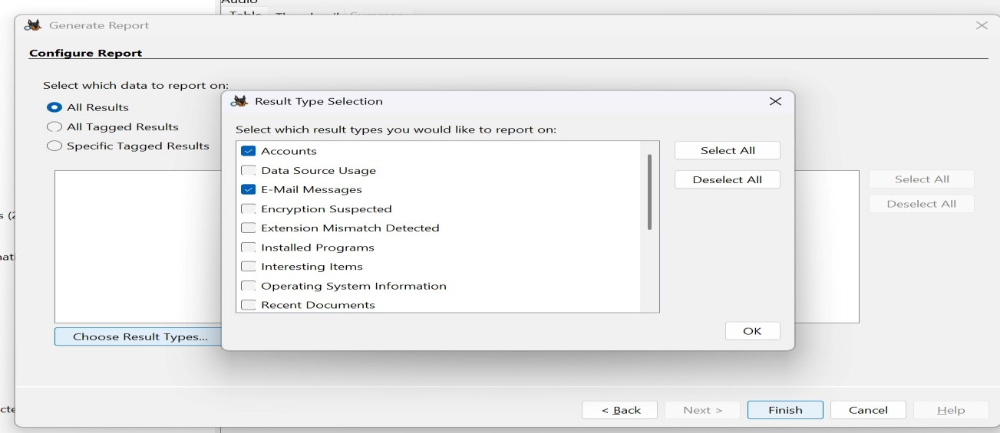 Audio
Table
Generate Report
Configure Report
Select which data to report on:
All Results
All Tagged Results
Specific Tagged Results
Result Type Selection
Select which result types you would like to report on:
Accounts
Data Source Usage
E-Mail Messages
Encryption Suspected
Extension Mismatch Detected
Installed Programs
Interesting Items
Operating System Information
Recent Documents
Select All
Deselect All
OK
Select All
Deselect All
Choose Result Types...
< Back
Next >
Finish
Cancel
Help